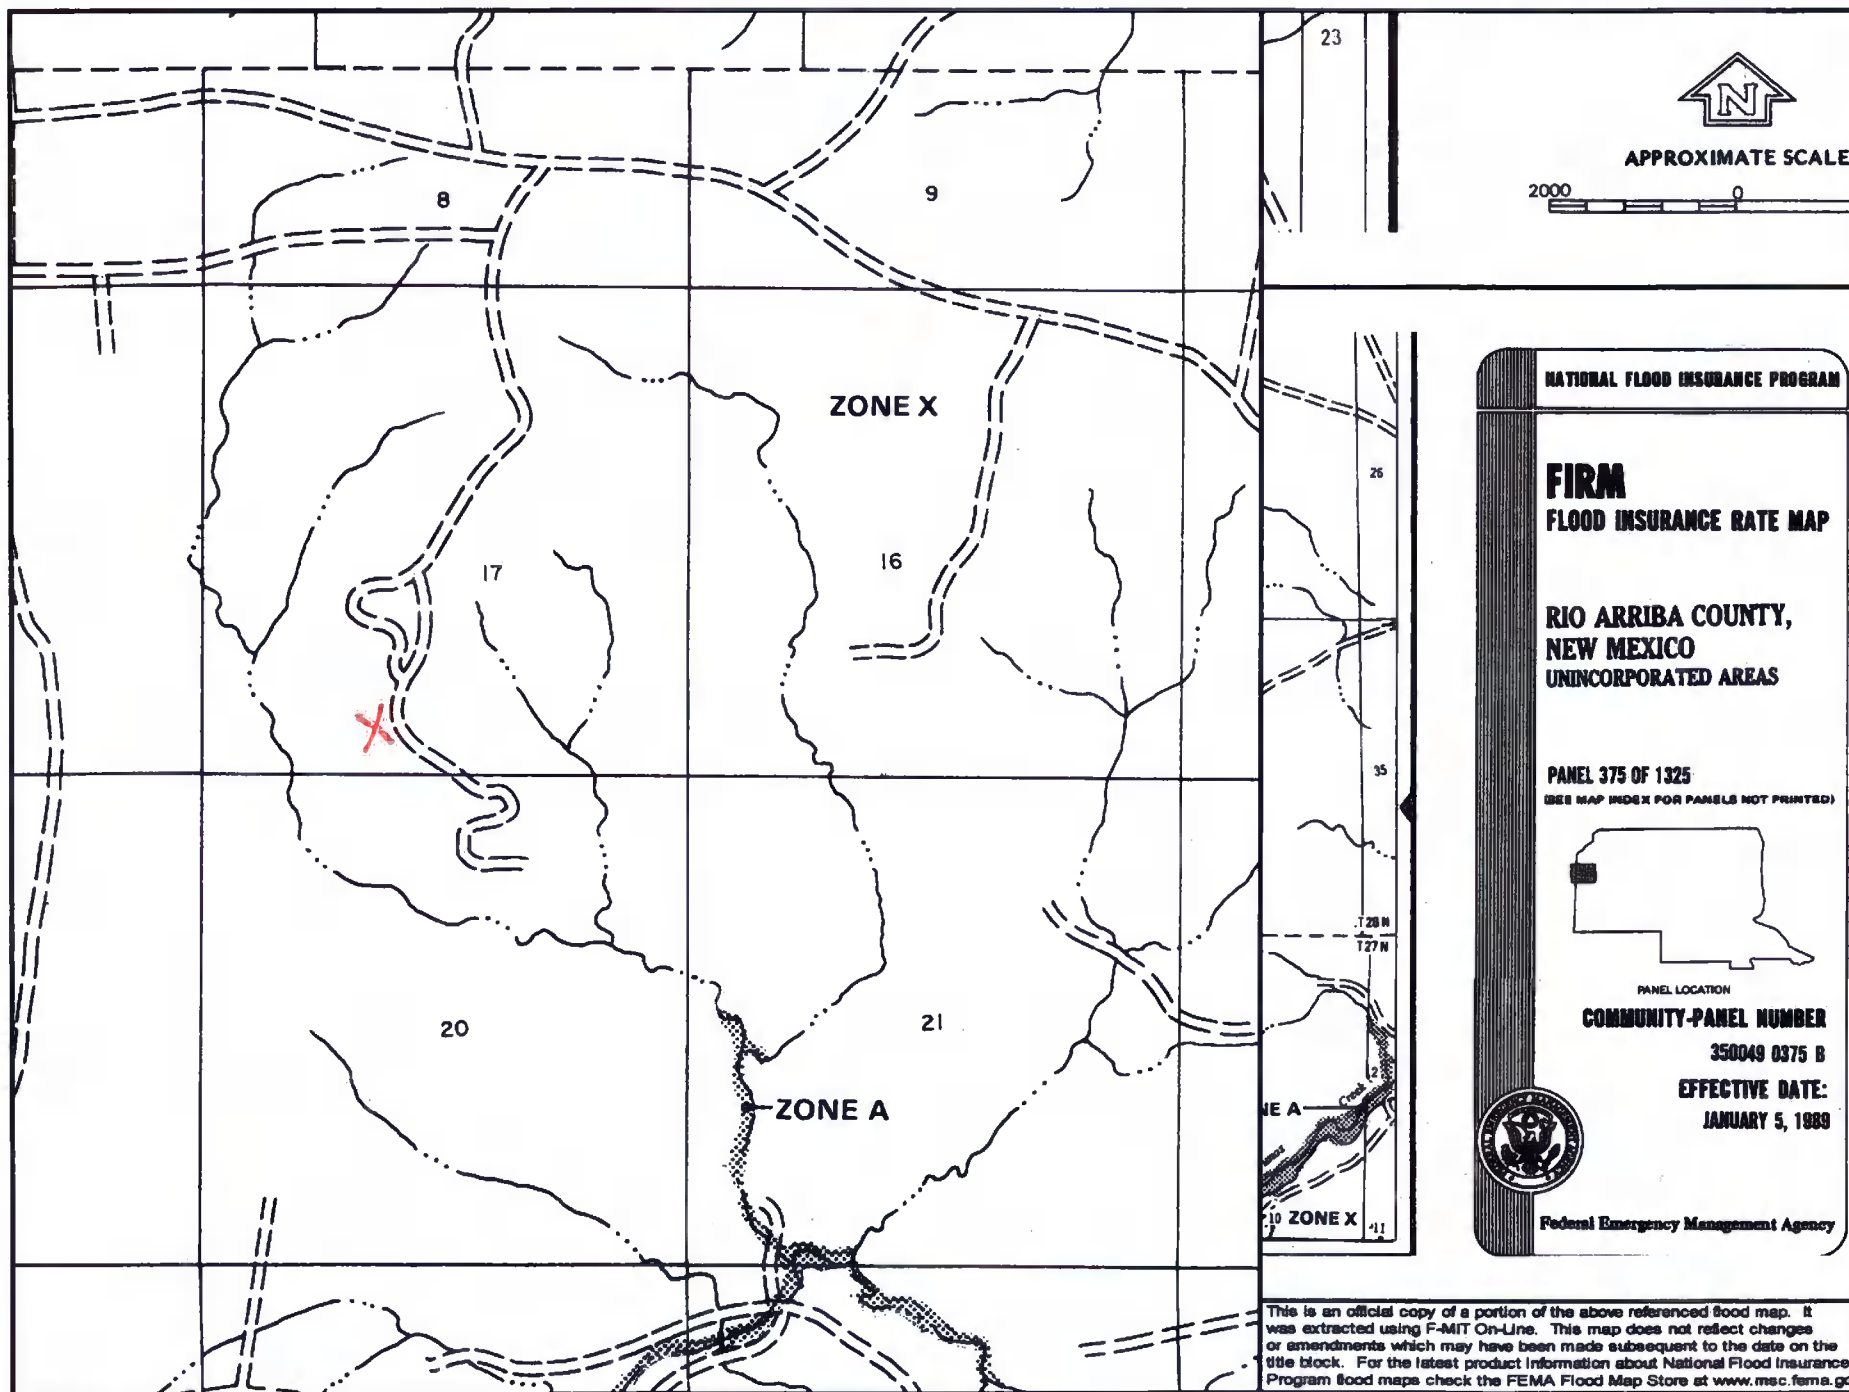 8
9
ZONE X
17
16
20
21
ZONE A
23
26
35
T28N
T27N
2
Creek
NE A
10 ZONE X 11
N
APPROXIMATE SCALE
2000 0
NATIONAL FLOOD INSURANCE PROGRAM
FIRM
FLOOD INSURANCE RATE MAP
RIO ARRIBA COUNTY,
NEW MEXICO
UNINCORPORATED AREAS
PANEL 375 OF 1325
(SEE MAP INDEX FOR PANELS NOT PRINTED)
PANEL LOCATION
COMMUNITY-PANEL NUMBER
350049 0375 B
EFFECTIVE DATE:
JANUARY 5, 1989
Federal Emergency Management Agency
This is an official copy of a portion of the above referenced flood map. It
was extracted using F-MIT On-Line. This map does not reflect changes
or amendments which may have been made subsequent to the date on the
title block. For the latest product information about National Flood Insurance
Program flood maps check the FEMA Flood Map Store at www.msc.fema.go